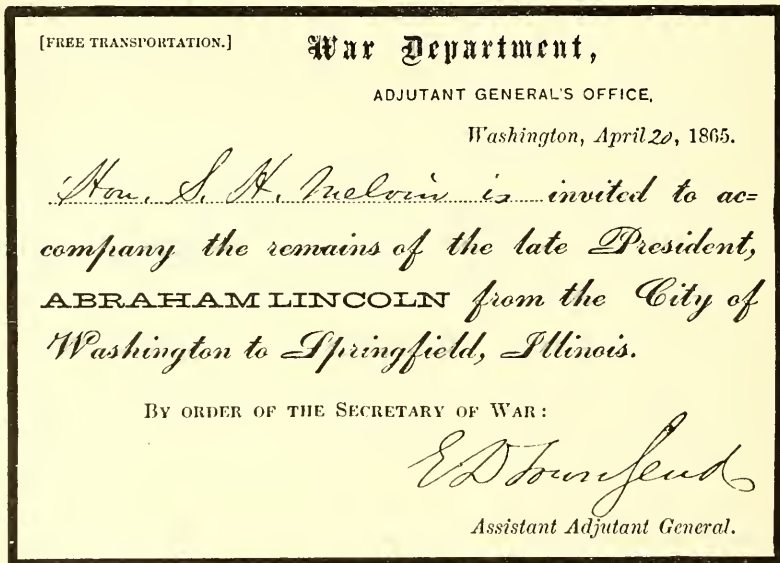 [FREE TRANSPORTATION.]
War Department,
ADJUTANT GENERAL'S OFFICE,
Washington, April 20, 1865.
Hon. S. H. Melvin is invited to ac=
company the remains of the late President,
ABRAHAM LINCOLN from the City of
Washington to Springfield, Illinois.
BY ORDER OF THE SECRETARY OF WAR:
E D Townsend
Assistant Adjutant General.